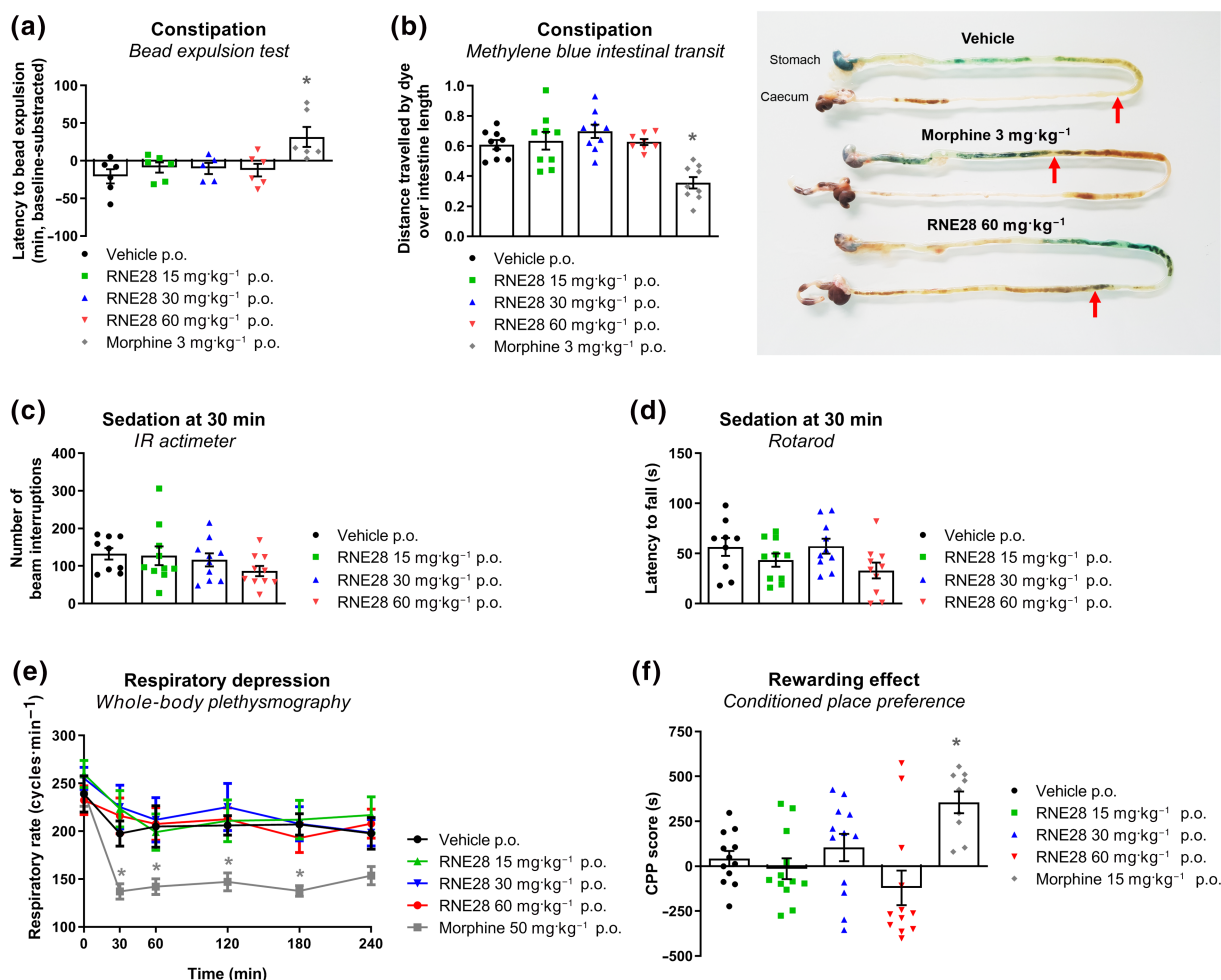 (a)
Constipation
Bead expulsion test
Latency to bead expulsion
(min, baseline-substracted)
100
50
0
−50
−100
*
Vehicle p.o.
RNE28 15 mg·kg⁻¹ p.o.
RNE28 30 mg·kg⁻¹ p.o.
RNE28 60 mg·kg⁻¹ p.o.
Morphine 3 mg·kg⁻¹ p.o.
(b)
Constipation
Methylene blue intestinal transit
Distance travelled by dye
over intestine length
1.0
0.8
0.6
0.4
0.2
0.0
*
Vehicle p.o.
RNE28 15 mg·kg⁻¹ p.o.
RNE28 30 mg·kg⁻¹ p.o.
RNE28 60 mg·kg⁻¹ p.o.
Morphine 3 mg·kg⁻¹ p.o.
Vehicle
Stomach
Caecum
Morphine 3 mg·kg⁻¹
RNE28 60 mg·kg⁻¹
(c)
Sedation at 30 min
IR actimeter
Number of
beam interruptions
400
300
200
100
0
Vehicle p.o.
RNE28 15 mg·kg⁻¹ p.o.
RNE28 30 mg·kg⁻¹ p.o.
RNE28 60 mg·kg⁻¹ p.o.
(d)
Sedation at 30 min
Rotarod
Latency to fall (s)
150
100
50
0
Vehicle p.o.
RNE28 15 mg·kg⁻¹ p.o.
RNE28 30 mg·kg⁻¹ p.o.
RNE28 60 mg·kg⁻¹ p.o.
(e)
Respiratory depression
Whole-body plethysmography
Respiratory rate (cycles·min⁻¹)
300
250
200
150
100
* * * *
0 30 60 120 180 240
Time (min)
Vehicle p.o.
RNE28 15 mg·kg⁻¹ p.o.
RNE28 30 mg·kg⁻¹ p.o.
RNE28 60 mg·kg⁻¹ p.o.
Morphine 50 mg·kg⁻¹ p.o.
(f)
Rewarding effect
Conditioned place preference
CPP score (s)
750
500
250
0
−250
−500
*
Vehicle p.o.
RNE28 15 mg·kg⁻¹ p.o.
RNE28 30 mg·kg⁻¹ p.o.
RNE28 60 mg·kg⁻¹ p.o.
Morphine 15 mg·kg⁻¹ p.o.